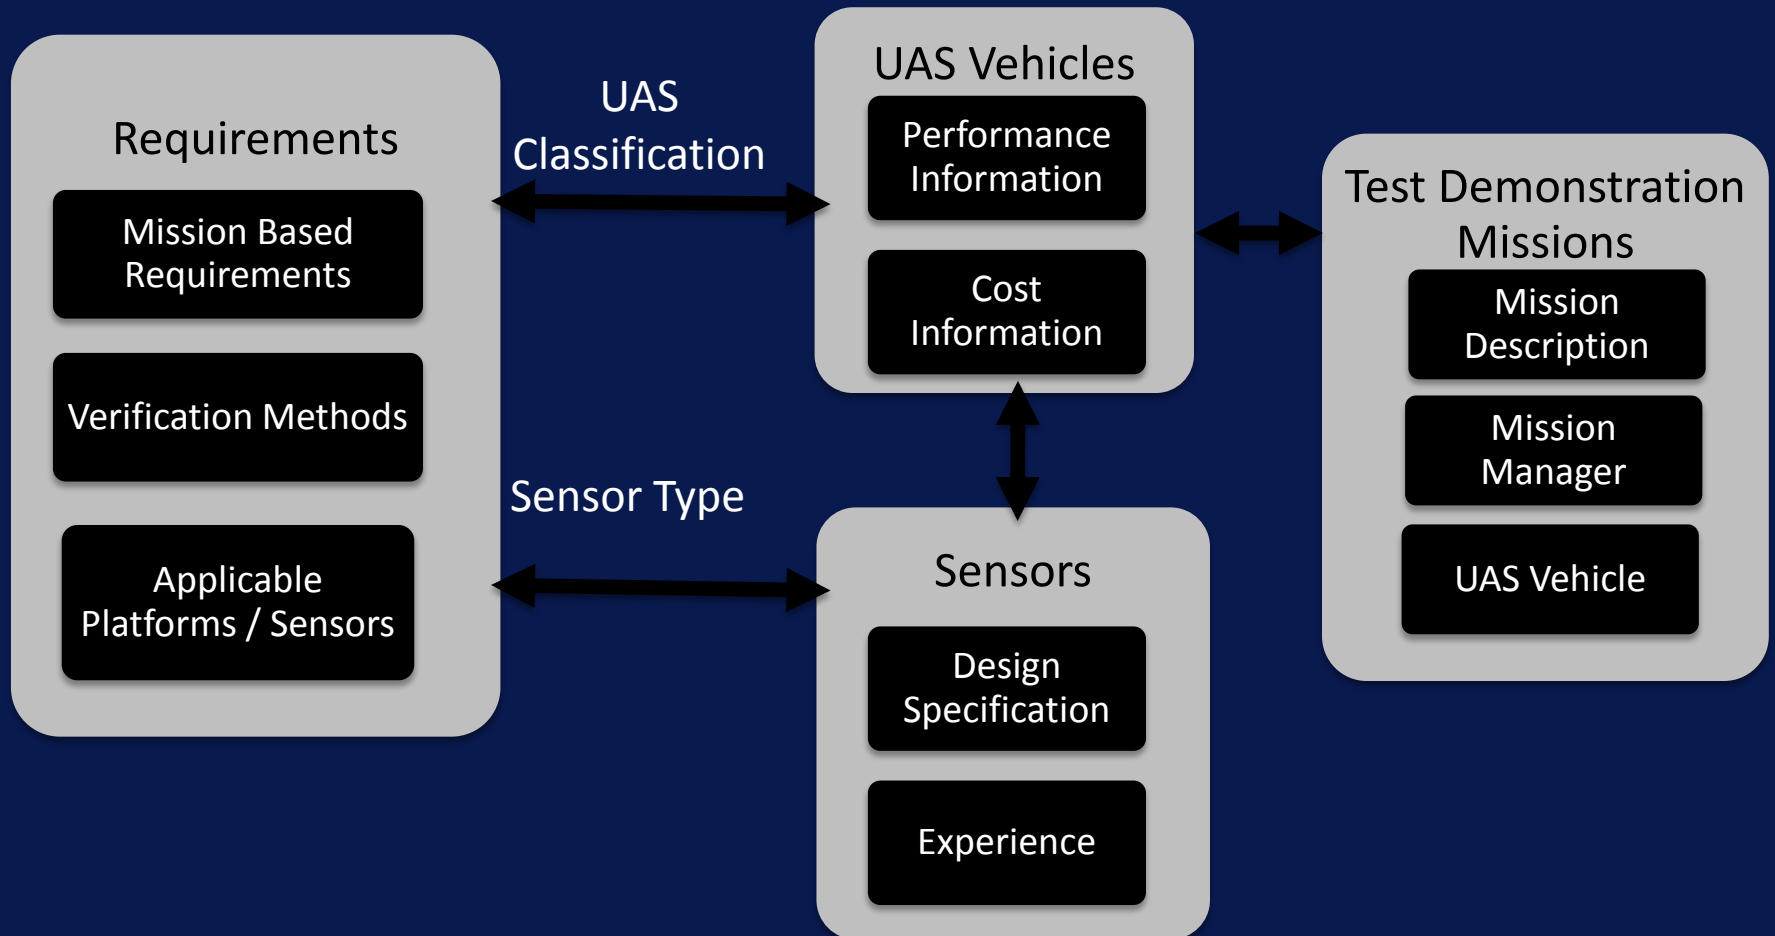 Requirements
Mission Based
Requirements
Verification Methods
Applicable
Platforms / Sensors
UAS
Classification
Sensor Type
UAS Vehicles
Performance
Information
Cost
Information
Sensors
Design
Specification
Experience
Test Demonstration
Missions
Mission
Description
Mission
Manager
UAS Vehicle